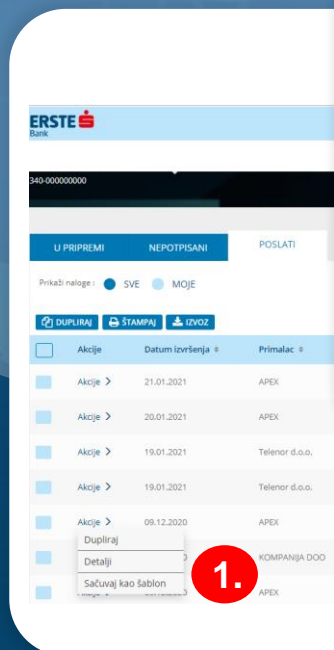 ERSTE
Bank
340-000000000
U PRIPREMI NEPOTPISANI POSLATI
Prikaži naloge : SVE MOJE
DUPLIRAJ ŠTAMPAJ IZVOZ
Akcije Datum izvršenja Primalac
Akcije > 21.01.2021 APEX
Akcije > 20.01.2021 APEX
Akcije > 19.01.2021 Telenor d.o.o.
Akcije > 19.01.2021 Telenor d.o.o.
Akcije > 09.12.2020 APEX
Dupliraj
Detalji KOMPANIJA DOO
Sačuvaj kao šablon 1.
APEX